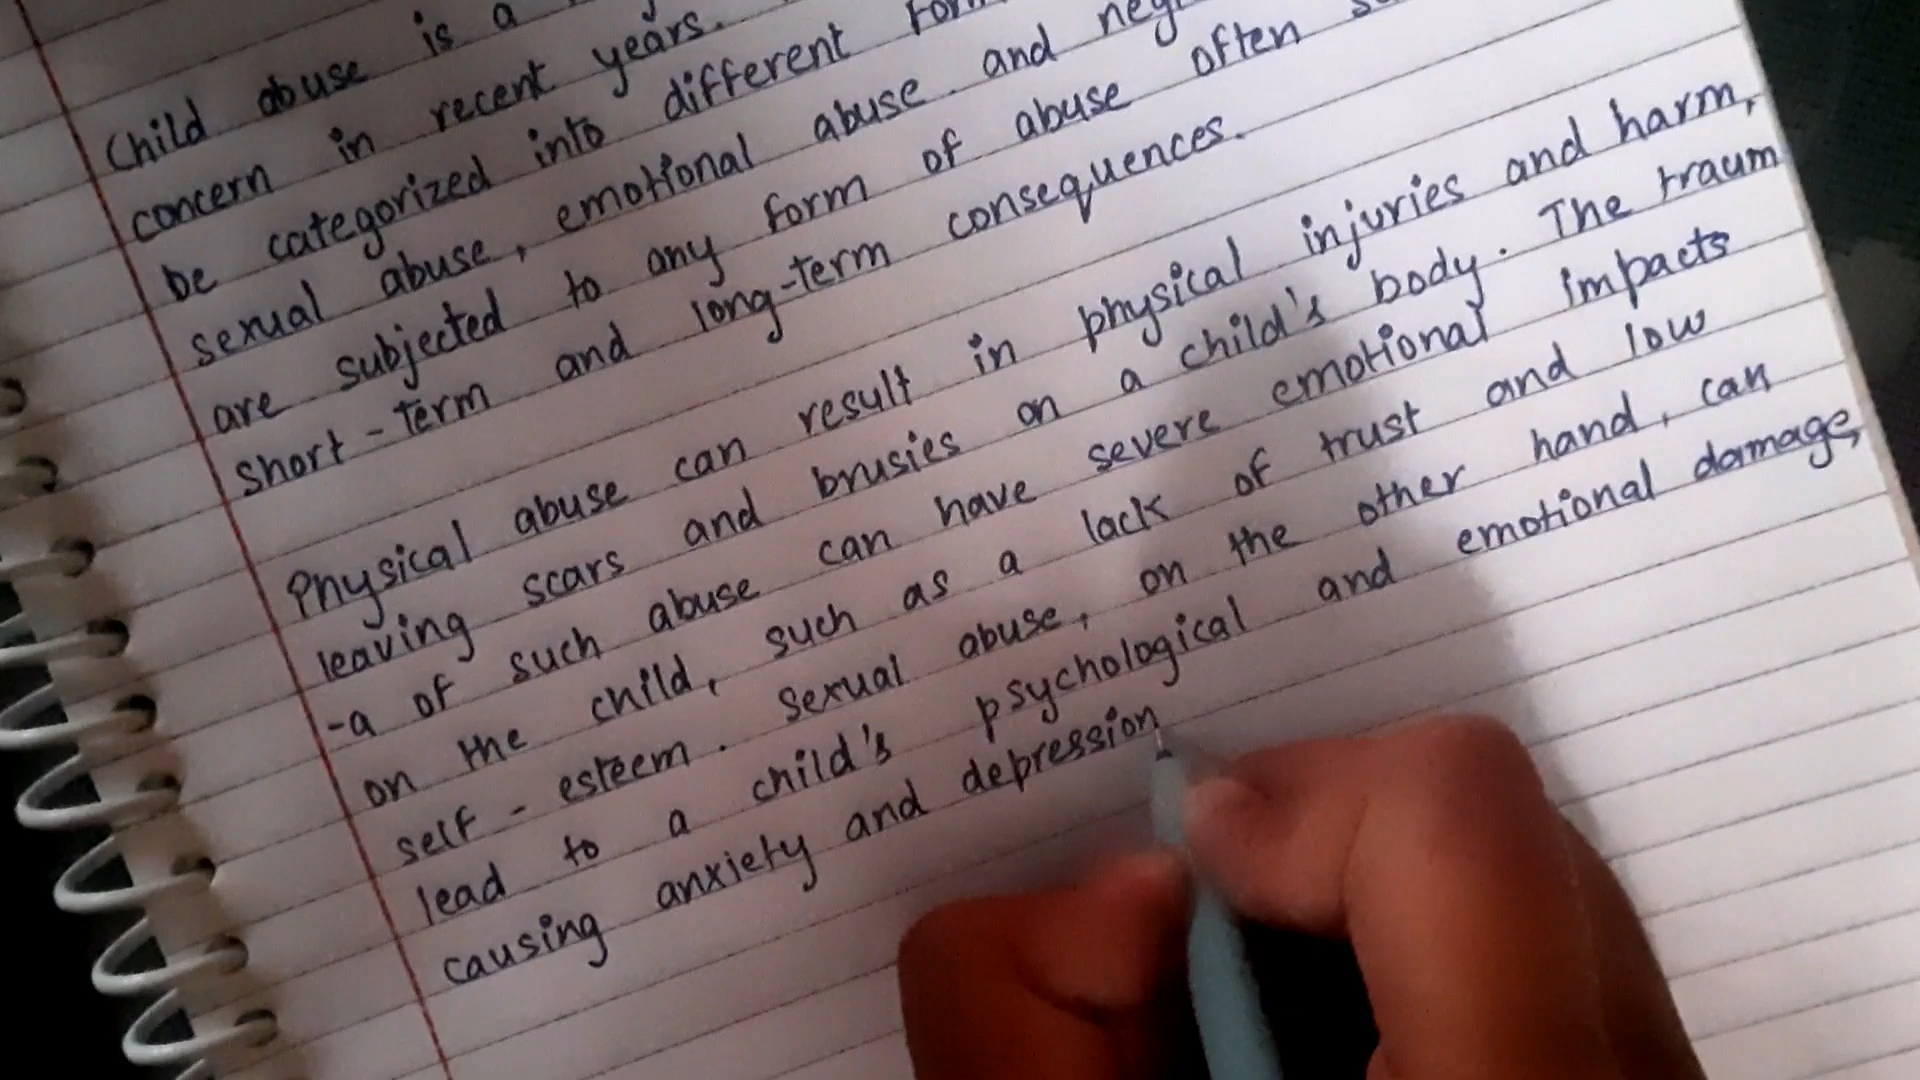 Child abuse is a
concern in recent years.
be categorized into different
sexual abuse, emotional abuse and
are subjected to any form of abuse often
short-term and long-term consequences.
Physical abuse can result in physical injuries and harm,
leaving scars and brusies on a child's body. The traum
-a of such abuse can have severe emotional impacts
on the child, such as a lack of trust and low
self-esteem. Sexual abuse, on the other hand, can
lead to a child's psychological and emotional damage,
causing anxiety and depression